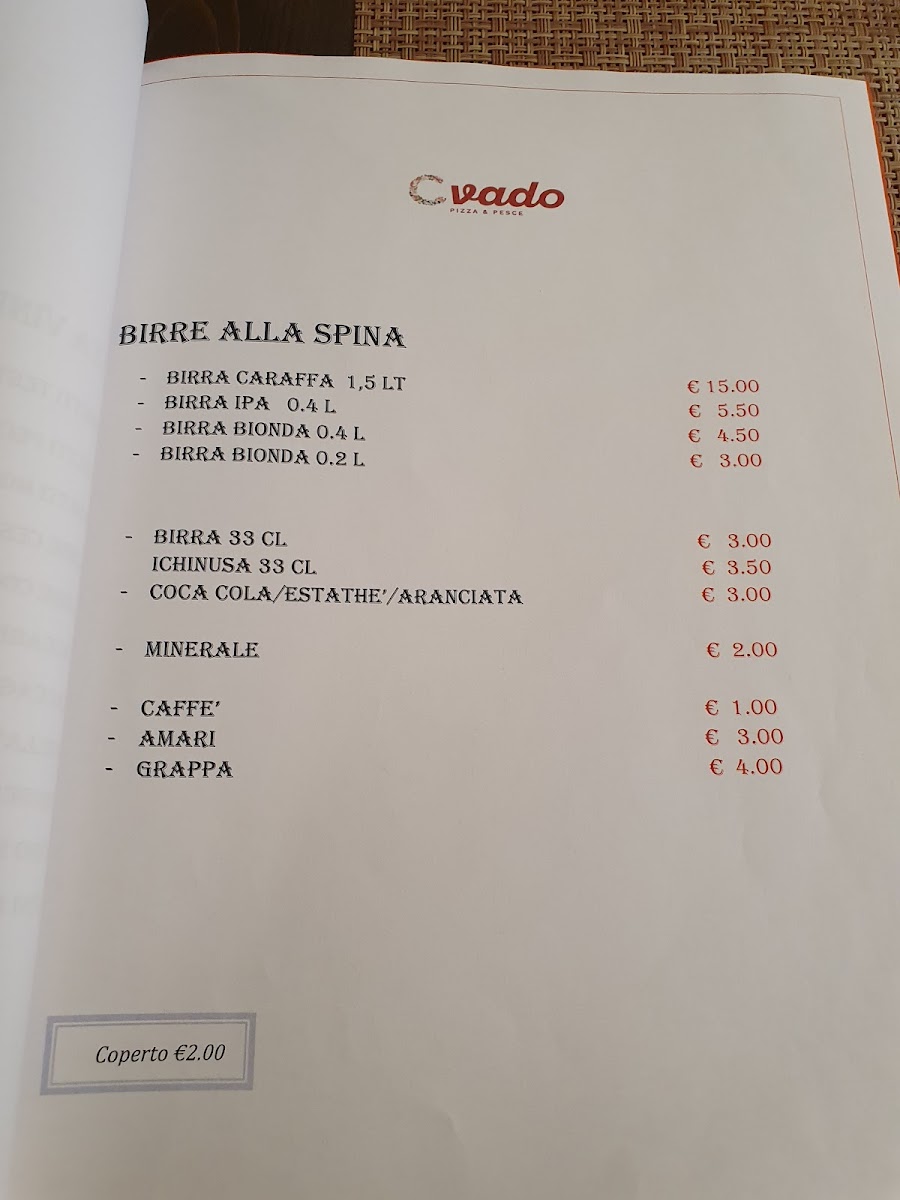 Cvado
PIZZA & PESCE
BIRRE ALLA SPINA
- BIRRA CARAFFA 1,5 LT € 15.00
- BIRRA IPA 0.4 L € 5.50
- BIRRA BIONDA 0.4 L € 4.50
- BIRRA BIONDA 0.2 L € 3.00
- BIRRA 33 CL € 3.00
ICHINUSA 33 CL € 3.50
- COCA COLA/ESTATHE'/ARANCIATA € 3.00
- MINERALE € 2.00
- CAFFE' € 1.00
- AMARI € 3.00
- GRAPPA € 4.00
Coperto €2.00